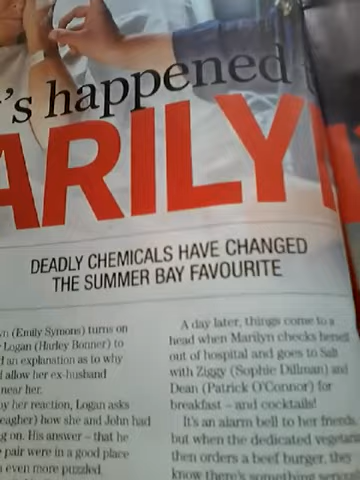 's happened
ARILY
DEADLY CHEMICALS HAVE CHANGED
THE SUMMER BAY FAVOURITE
(Emily Symons) turns on
Logan (Harley Bonner) to
an explanation as to why
allow her ex-husband
near her.
by her reaction, Logan asks
how she and John had
on. His answer – that he
pair were in a good place
even more puzzled
A day later, things come to a
head when Marilyn checks herself
out of hospital and goes to Salt
with Ziggy (Sophie Dillman) and
Dean (Patrick O'Connor) for
breakfast – and cocktails!
It's an alarm bell to her friends,
but when the dedicated vegetarian
then orders a beef burger, they
know there's something